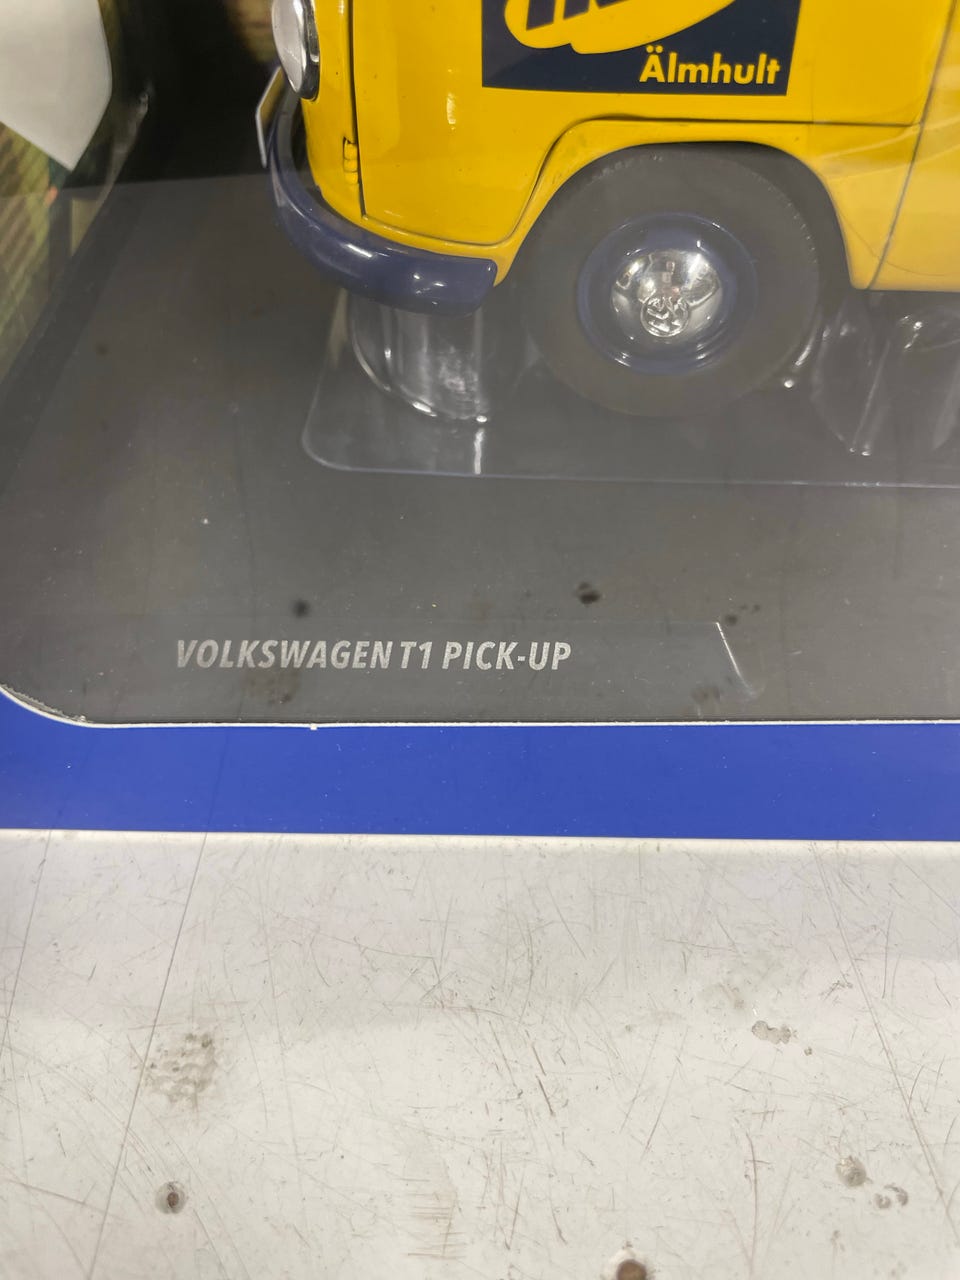 Älmhult
VOLKSWAGEN T1 PICK-UP